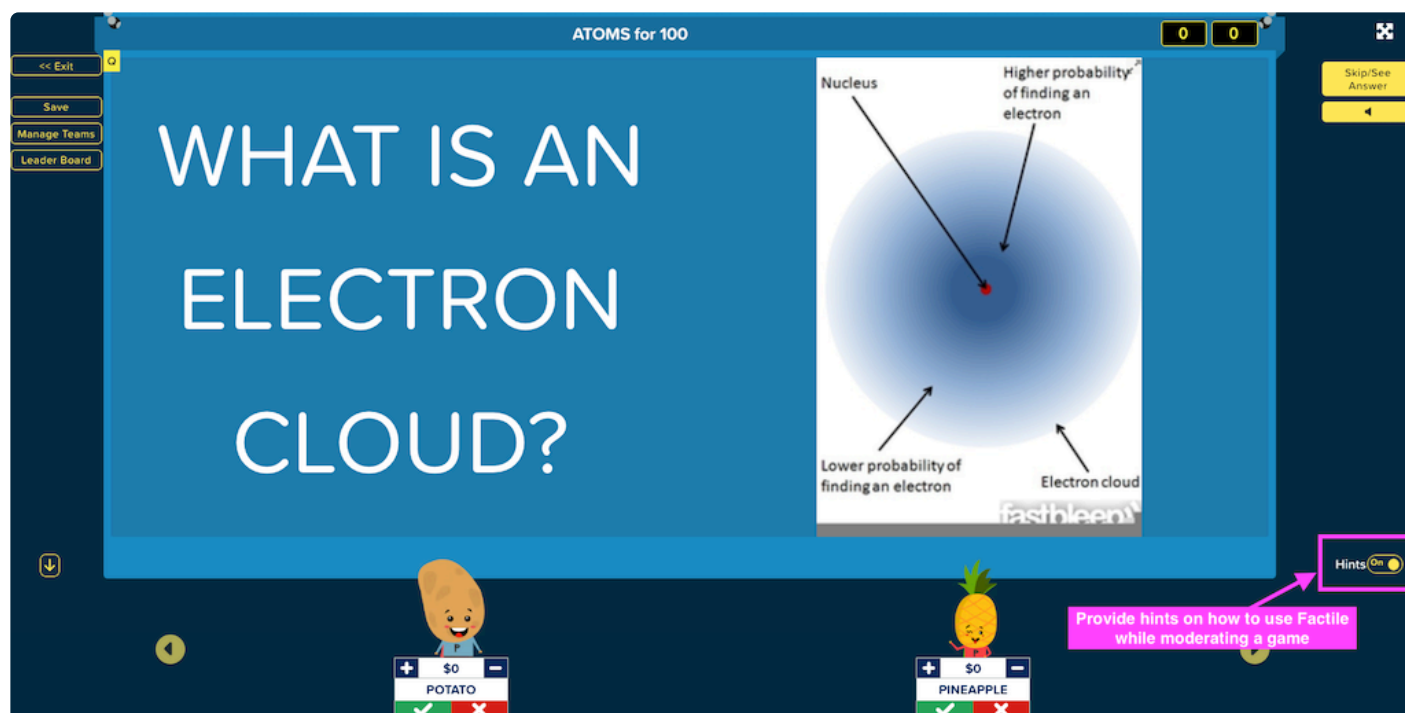 ATOMS for 100
0 0
<< Exit
Save
Manage Teams
Leader Board
Q
WHAT IS AN
ELECTRON
CLOUD?
Nucleus
Higher probability
of finding an
electron
Lower probability of
finding an electron
Electron cloud
fastbleep
Skip/See
Answer
Hints On
Provide hints on how to use Factile
while moderating a game
P
+ $0 −
POTATO
+ $0 −
PINEAPPLE